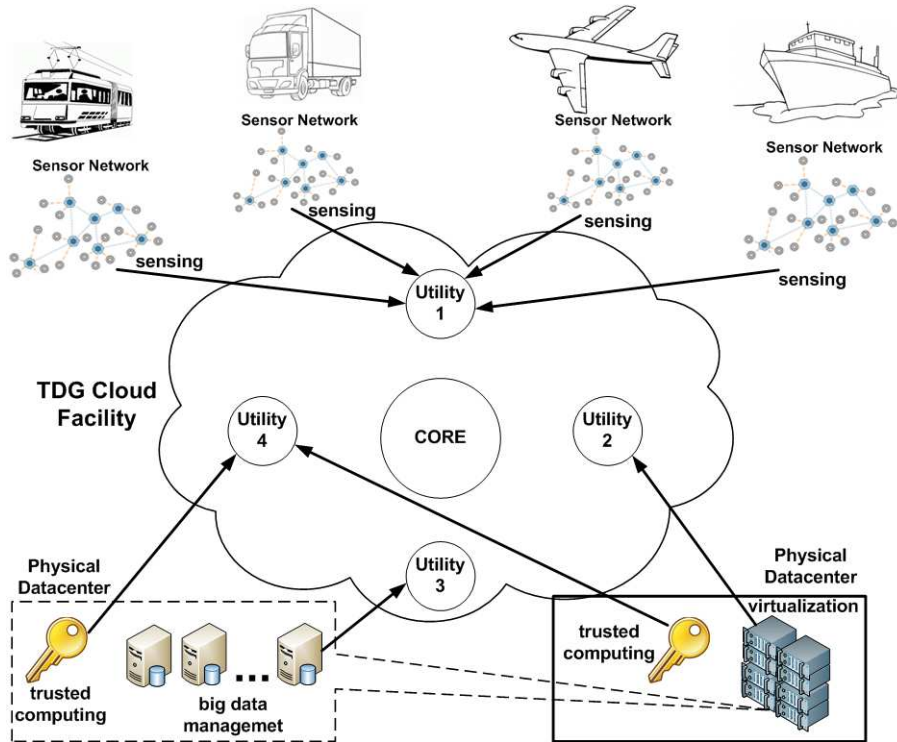 Sensor Network
Sensor Network
Sensor Network
Sensor Network
sensing
sensing
sensing
sensing
Utility
1
TDG Cloud
Facility
Utility
4
CORE
Utility
2
Physical
Datacenter
Utility
3
Physical
Datacenter
virtualization
trusted
computing
trusted
computing
big data
managemet